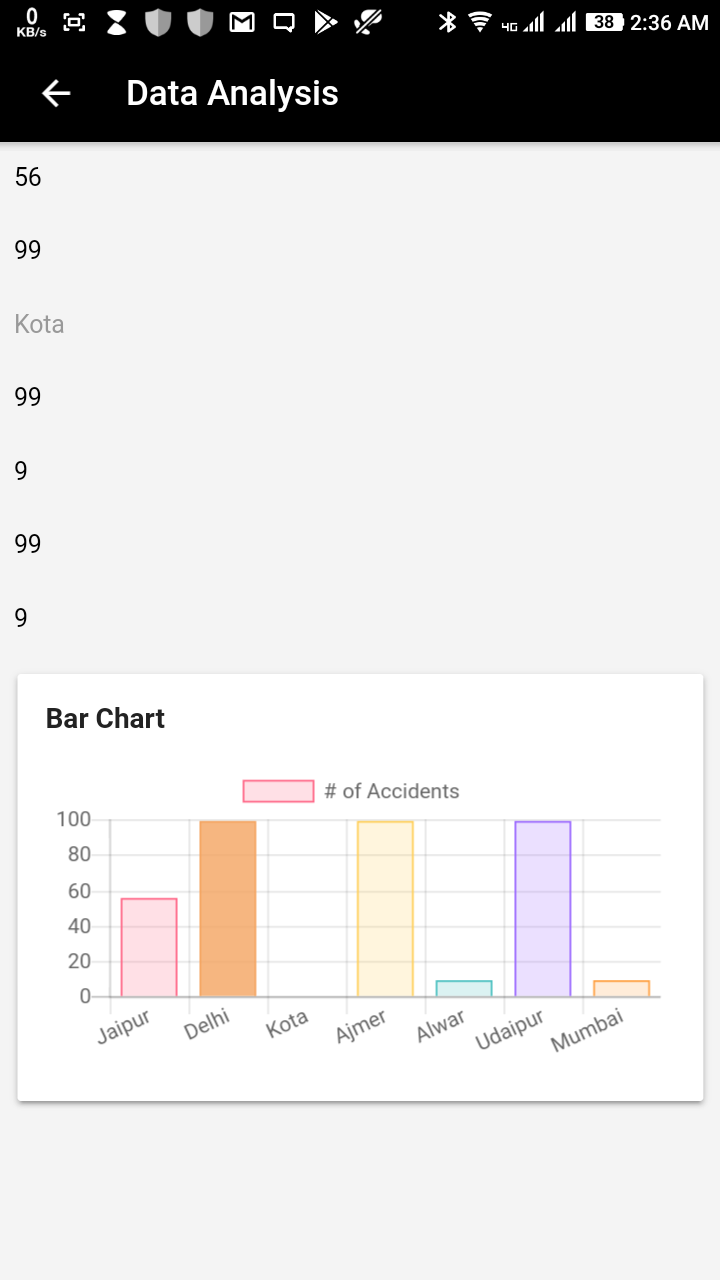 0
KB/s
4G
38
2:36 AM
Data Analysis
56
99
Kota
99
9
99
9
Bar Chart
# of Accidents
100
80
60
40
20
0
Jaipur
Delhi
Kota
Ajmer
Alwar
Udaipur
Mumbai